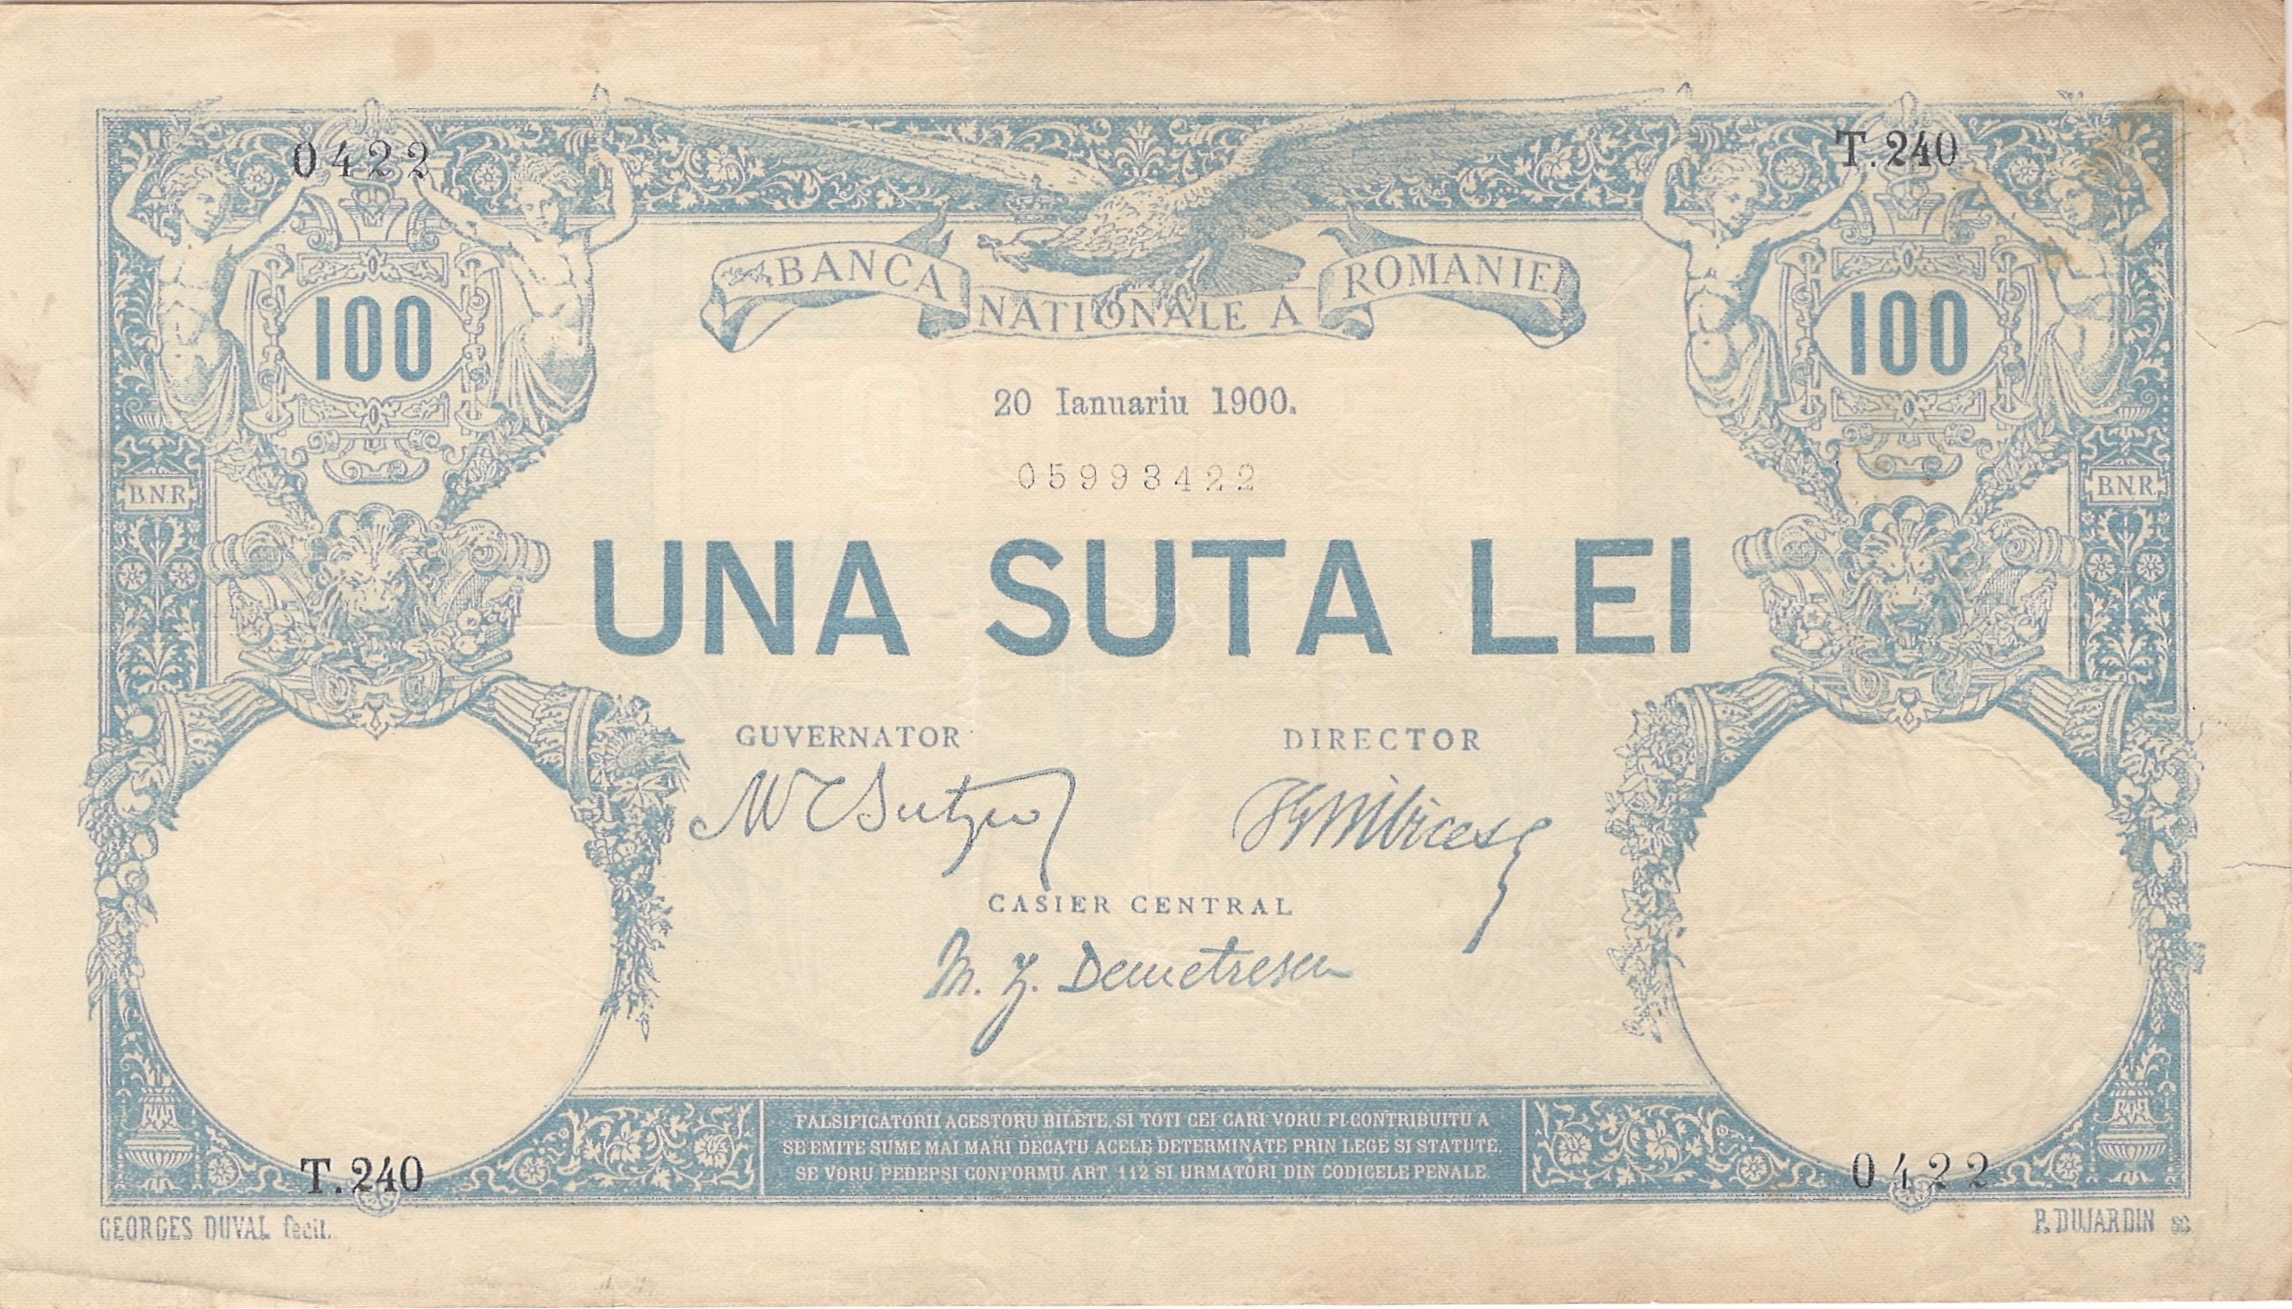 0422
T.240
BANCA NATIONALE A ROMANIEI
100
100
20 Ianuariu 1900.
05993422
B.N.R.
B.N.R.
UNA SUTA LEI
GUVERNATOR
DIRECTOR
M C Sutzo
CASIER CENTRAL
M. Demetrescu
FALSIFICATORII ACESTORU BILETE, SI TOTI CEI CARI VORU FI CONTRIBUITU A
SE EMITE SUME MAI MARI DECATU ACELE DETERMINATE PRIN LEGE SI STATUTE,
SE VORU PEDEPSI CONFORMU ART 112 SI URMATORI DIN CODICELE PENALE.
T.240
0422
GEORGES DUVAL fecit.
P. DUJARDIN sc.